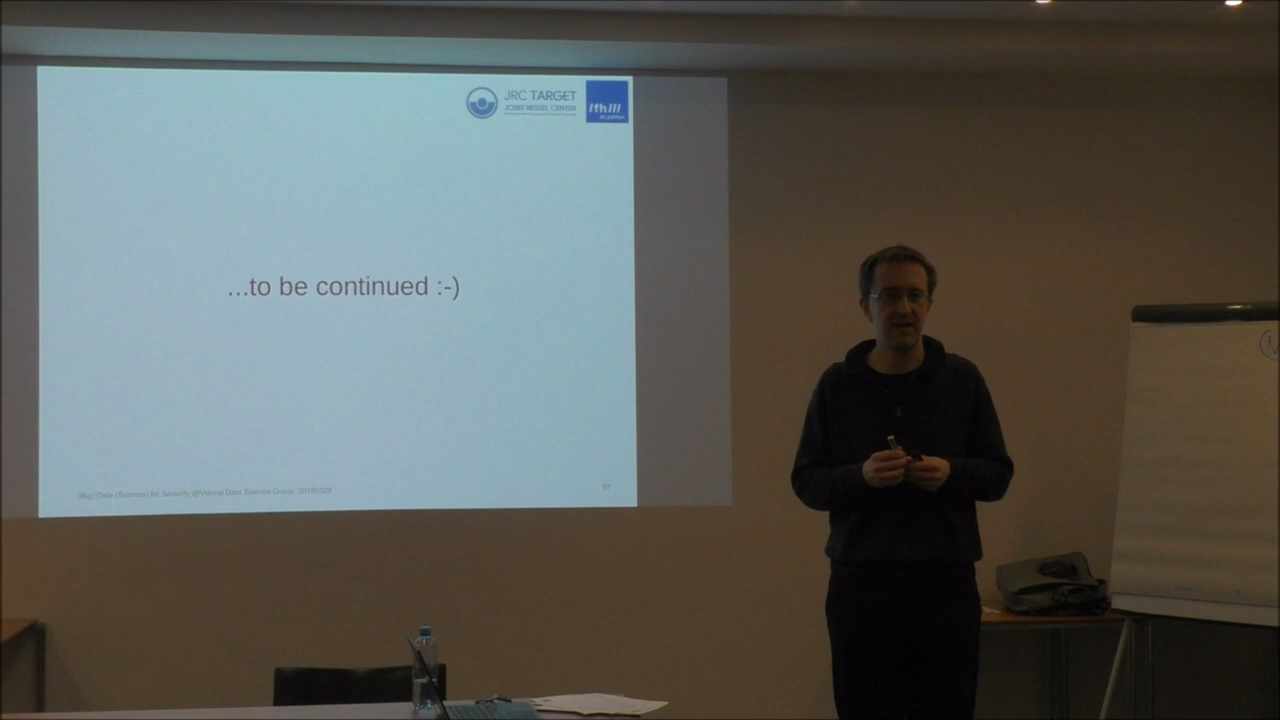 JRC TARGET
JOSEF RESSEL CENTER
/fh///
st.pölten
...to be continued :-)
(Big) Data (Science) for Security @Vienna Data Science Group, 20190328
57